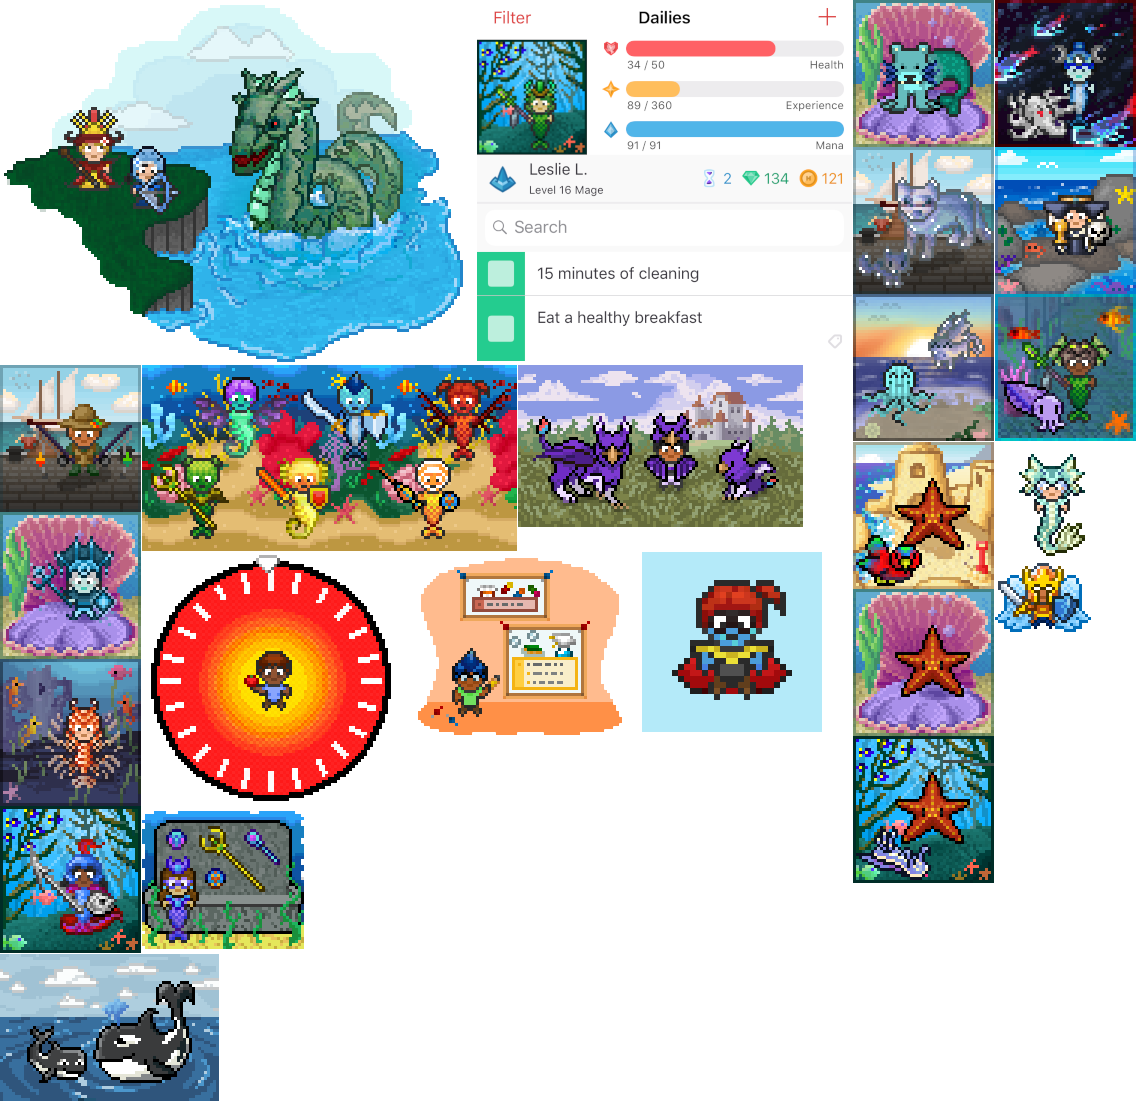 Filter
Dailies
34 / 50
Health
89 / 360
Experience
91 / 91
Mana
Leslie L.
Level 16 Mage
2
134
121
Search
15 minutes of cleaning
Eat a healthy breakfast